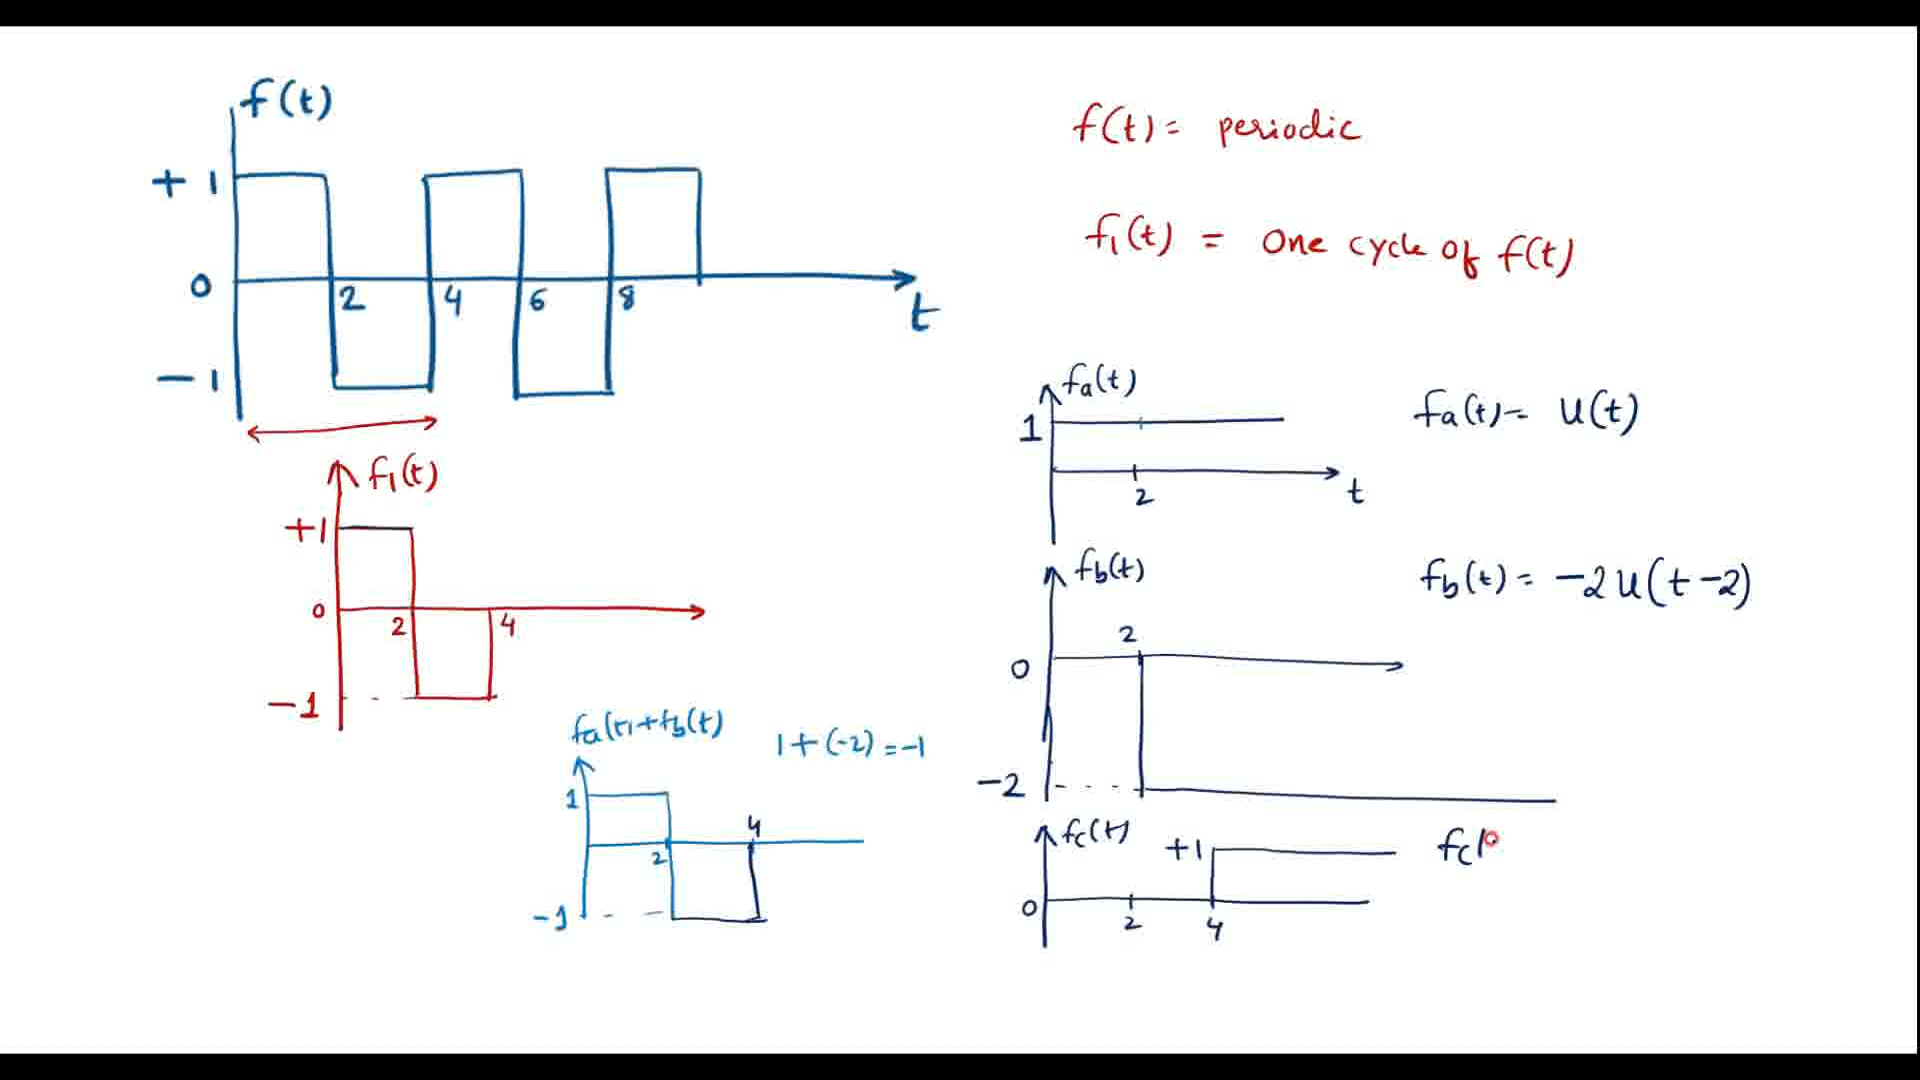 f(t)
+1
0
-1
2 4 6 8
t
f(t) = periodic
f₁(t) = One cycle of f(t)
f₁(t)
+1
0
-1
2 4
fa(t)
1
2
t
fa(t) = u(t)
fb(t)
2
0
-2
fb(t) = -2u(t-2)
fa(t)+fb(t)
1+(-2) = -1
1
2
4
-1
fc(t)
+1
0
2
4
fc